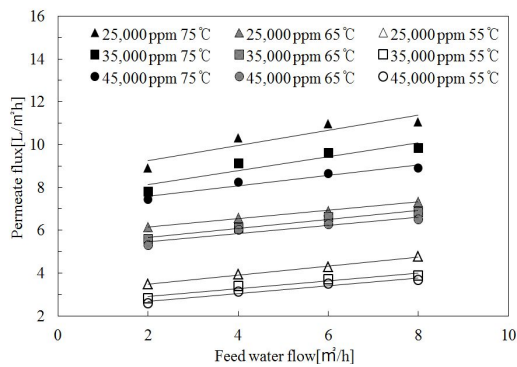 16
14
12
10
8
6
4
2
Permeate flux[L/㎡h]
25,000 ppm 75℃ 25,000 ppm 65℃ 25,000 ppm 55℃
35,000 ppm 75℃ 35,000 ppm 65℃ 35,000 ppm 55℃
45,000 ppm 75℃ 45,000 ppm 65℃ 45,000 ppm 55℃
0 2 4 6 8 10
Feed water flow[㎥/h]